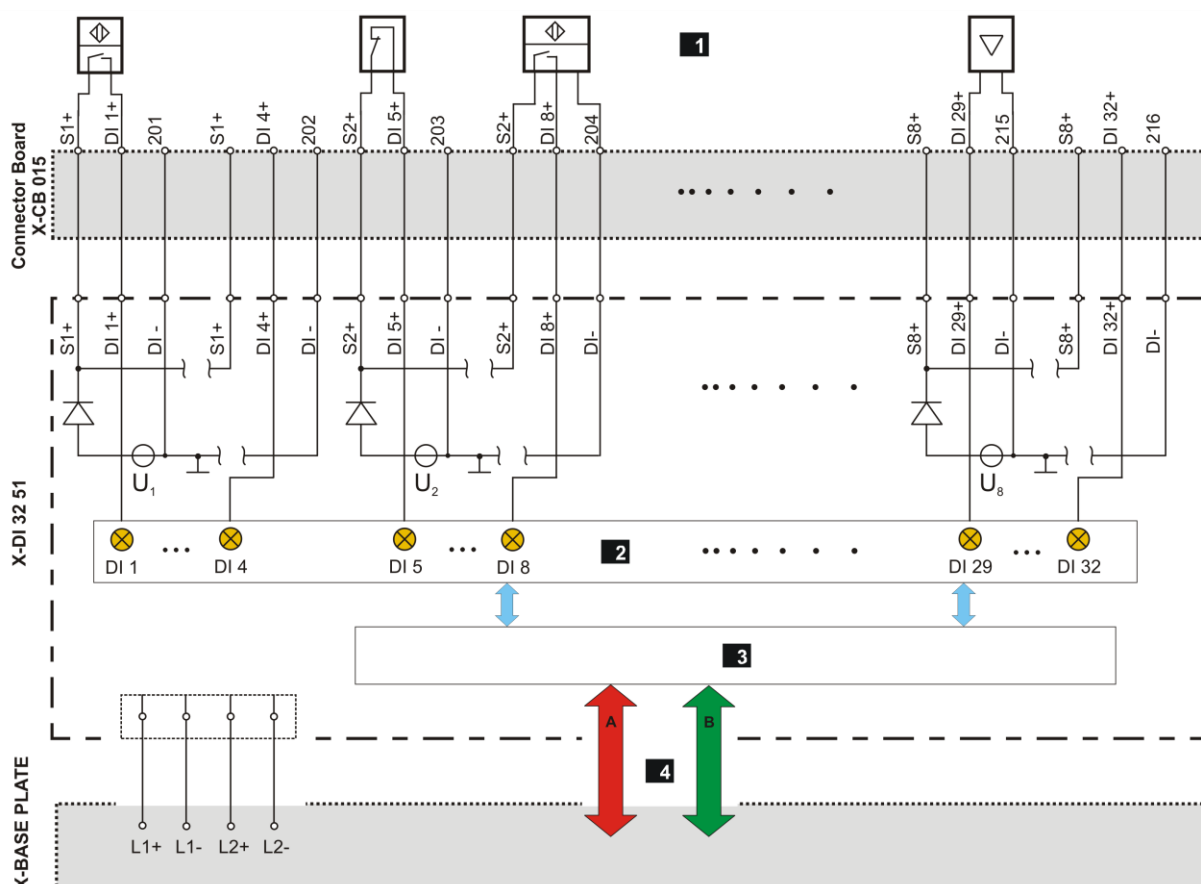 1
S1+ DI 1+ 201 S1+ DI 4+ 202 S2+ DI 5+ 203 S2+ DI 8+ 204 S8+ DI 29+ 215 S8+ DI 32+ 216
Connector Board
X-CB 015
S1+ DI 1+ DI - S1+ DI 4+ DI - S2+ DI 5+ DI - S2+ DI 8+ DI- S8+ DI 29+ DI- S8+ DI 32+ DI-
U1 U2 U8
X-DI 32 51
2
DI 1 DI 4 DI 5 DI 8 DI 29 DI 32
3
A B
4
X-BASE PLATE
L1+ L1- L2+ L2-